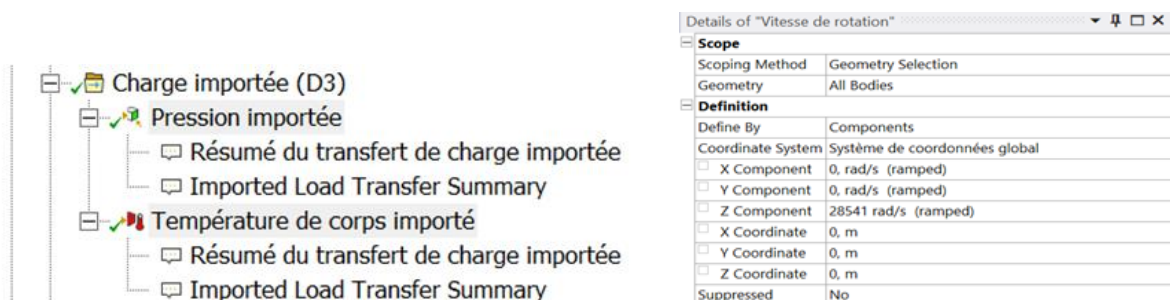 Charge importée (D3)
Pression importée
Résumé du transfert de charge importée
Imported Load Transfer Summary
Température de corps importé
Résumé du transfert de charge importée
Imported Load Transfer Summary
Details of "Vitesse de rotation"
Scope
Scoping Method Geometry Selection
Geometry All Bodies
Definition
Define By Components
Coordinate System Système de coordonnées global
X Component 0, rad/s (ramped)
Y Component 0, rad/s (ramped)
Z Component 28541 rad/s (ramped)
X Coordinate 0, m
Y Coordinate 0, m
Z Coordinate 0, m
Suppressed No